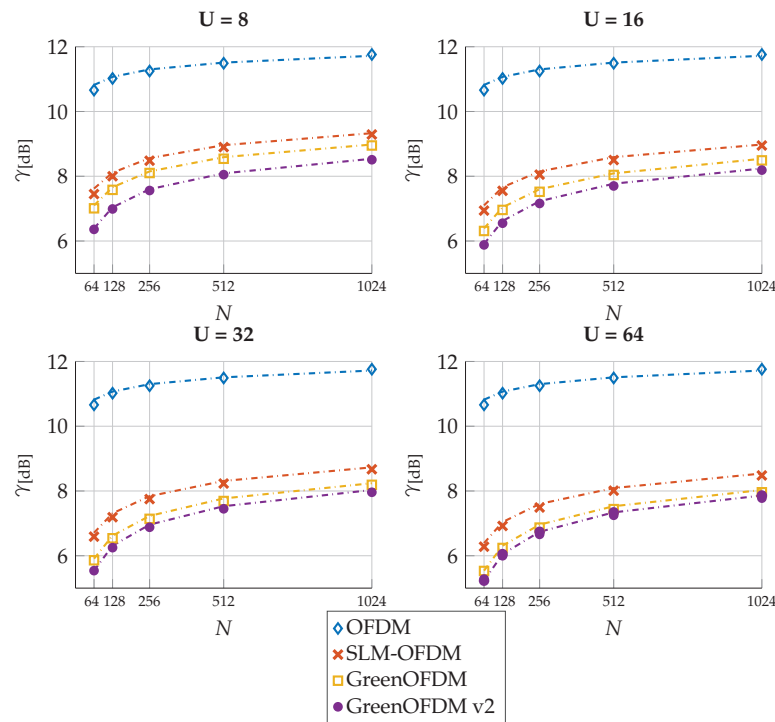 U = 8
12
10
8
6
γ[dB]
64 128 256 512 1024
N
U = 16
12
10
8
6
γ[dB]
64 128 256 512 1024
N
U = 32
12
10
8
6
γ[dB]
64 128 256 512 1024
N
U = 64
12
10
8
6
γ[dB]
64 128 256 512 1024
N
OFDM
SLM-OFDM
GreenOFDM
GreenOFDM v2